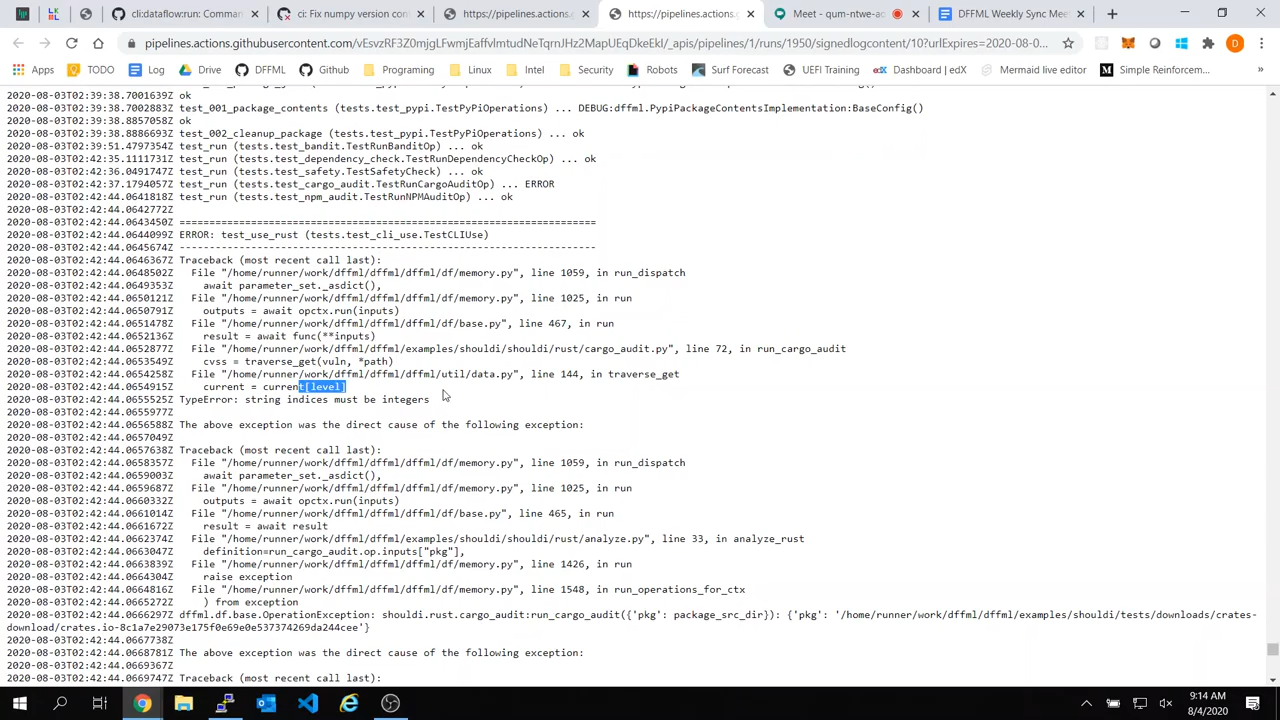 cli:dataflow:run: Comman
ci: Fix numpy version con
https://pipelines.actions.g
https://pipelines.actions.g
Meet - qum-ntwe-ac
DFFML Weekly Sync Mee
pipelines.actions.githubusercontent.com/vEsvzRF3Z0mjgLFwmjEafvlmtudNeTqrnJHz2MapUEqDkeEkI/_apis/pipelines/1/runs/1950/signedlogcontent/10?urlExpires=2020-08-0...
Apps TODO Log Drive DFFML Github Programing Linux Intel Security Robots Surf Forecast UEFI Training Dashboard | edX Mermaid live editor Simple Reinforcem... »
2020-08-03T02:39:38.7001639Z ok
2020-08-03T02:39:38.7002883Z test_001_package_contents (tests.test_pypi.TestPyPiOperations) ... DEBUG:dffml.PypiPackageContentsImplementation:BaseConfig()
2020-08-03T02:39:38.8857058Z ok
2020-08-03T02:39:38.8886693Z test_002_cleanup_package (tests.test_pypi.TestPyPiOperations) ... ok
2020-08-03T02:39:51.4797354Z test_run (tests.test_bandit.TestRunBanditOp) ... ok
2020-08-03T02:42:35.1111731Z test_run (tests.test_dependency_check.TestRunDependencyCheckOp) ... ok
2020-08-03T02:42:36.0491747Z test_run (tests.test_safety.TestSafetyCheck) ... ok
2020-08-03T02:42:37.1794057Z test_run (tests.test_cargo_audit.TestRunCargoAuditOp) ... ERROR
2020-08-03T02:42:44.0641818Z test_run (tests.test_npm_audit.TestRunNPMAuditOp) ... ok
2020-08-03T02:42:44.0642772Z
2020-08-03T02:42:44.0643450Z ======================================================================
2020-08-03T02:42:44.0644099Z ERROR: test_use_rust (tests.test_cli_use.TestCLIUse)
2020-08-03T02:42:44.0645674Z ----------------------------------------------------------------------
2020-08-03T02:42:44.0646367Z Traceback (most recent call last):
2020-08-03T02:42:44.0648502Z   File "/home/runner/work/dffml/dffml/dffml/df/memory.py", line 1059, in run_dispatch
2020-08-03T02:42:44.0649353Z     await parameter_set._asdict(),
2020-08-03T02:42:44.0650121Z   File "/home/runner/work/dffml/dffml/dffml/df/memory.py", line 1025, in run
2020-08-03T02:42:44.0650791Z     outputs = await opctx.run(inputs)
2020-08-03T02:42:44.0651478Z   File "/home/runner/work/dffml/dffml/dffml/df/base.py", line 467, in run
2020-08-03T02:42:44.0652136Z     result = await func(**inputs)
2020-08-03T02:42:44.0652877Z   File "/home/runner/work/dffml/dffml/examples/shouldi/shouldi/rust/cargo_audit.py", line 72, in run_cargo_audit
2020-08-03T02:42:44.0653549Z     cvss = traverse_get(vuln, *path)
2020-08-03T02:42:44.0654258Z   File "/home/runner/work/dffml/dffml/dffml/util/data.py", line 144, in traverse_get
2020-08-03T02:42:44.0654915Z     current = current[level]
2020-08-03T02:42:44.0655525Z TypeError: string indices must be integers
2020-08-03T02:42:44.0655977Z
2020-08-03T02:42:44.0656588Z The above exception was the direct cause of the following exception:
2020-08-03T02:42:44.0657049Z
2020-08-03T02:42:44.0657638Z Traceback (most recent call last):
2020-08-03T02:42:44.0658357Z   File "/home/runner/work/dffml/dffml/dffml/df/memory.py", line 1059, in run_dispatch
2020-08-03T02:42:44.0659003Z     await parameter_set._asdict(),
2020-08-03T02:42:44.0659687Z   File "/home/runner/work/dffml/dffml/dffml/df/memory.py", line 1025, in run
2020-08-03T02:42:44.0660332Z     outputs = await opctx.run(inputs)
2020-08-03T02:42:44.0661014Z   File "/home/runner/work/dffml/dffml/dffml/df/base.py", line 465, in run
2020-08-03T02:42:44.0661672Z     result = await result
2020-08-03T02:42:44.0662374Z   File "/home/runner/work/dffml/dffml/examples/shouldi/shouldi/rust/analyze.py", line 33, in analyze_rust
2020-08-03T02:42:44.0663047Z     definition=run_cargo_audit.op.inputs["pkg"],
2020-08-03T02:42:44.0663839Z   File "/home/runner/work/dffml/dffml/dffml/df/memory.py", line 1426, in run
2020-08-03T02:42:44.0664304Z     raise exception
2020-08-03T02:42:44.0664816Z   File "/home/runner/work/dffml/dffml/dffml/df/memory.py", line 1548, in run_operations_for_ctx
2020-08-03T02:42:44.0665272Z     ) from exception
2020-08-03T02:42:44.0666297Z dffml.df.base.OperationException: shouldi.rust.cargo_audit:run_cargo_audit({'pkg': package_src_dir}): {'pkg': '/home/runner/work/dffml/dffml/examples/shouldi/tests/downloads/crates-
download/crates.io-8c1a7e29073e175f0e69e0e537374269da244cee'}
2020-08-03T02:42:44.0667738Z
2020-08-03T02:42:44.0668781Z The above exception was the direct cause of the following exception:
2020-08-03T02:42:44.0669367Z
2020-08-03T02:42:44.0669747Z Traceback (most recent call last):
9:14 AM
8/4/2020